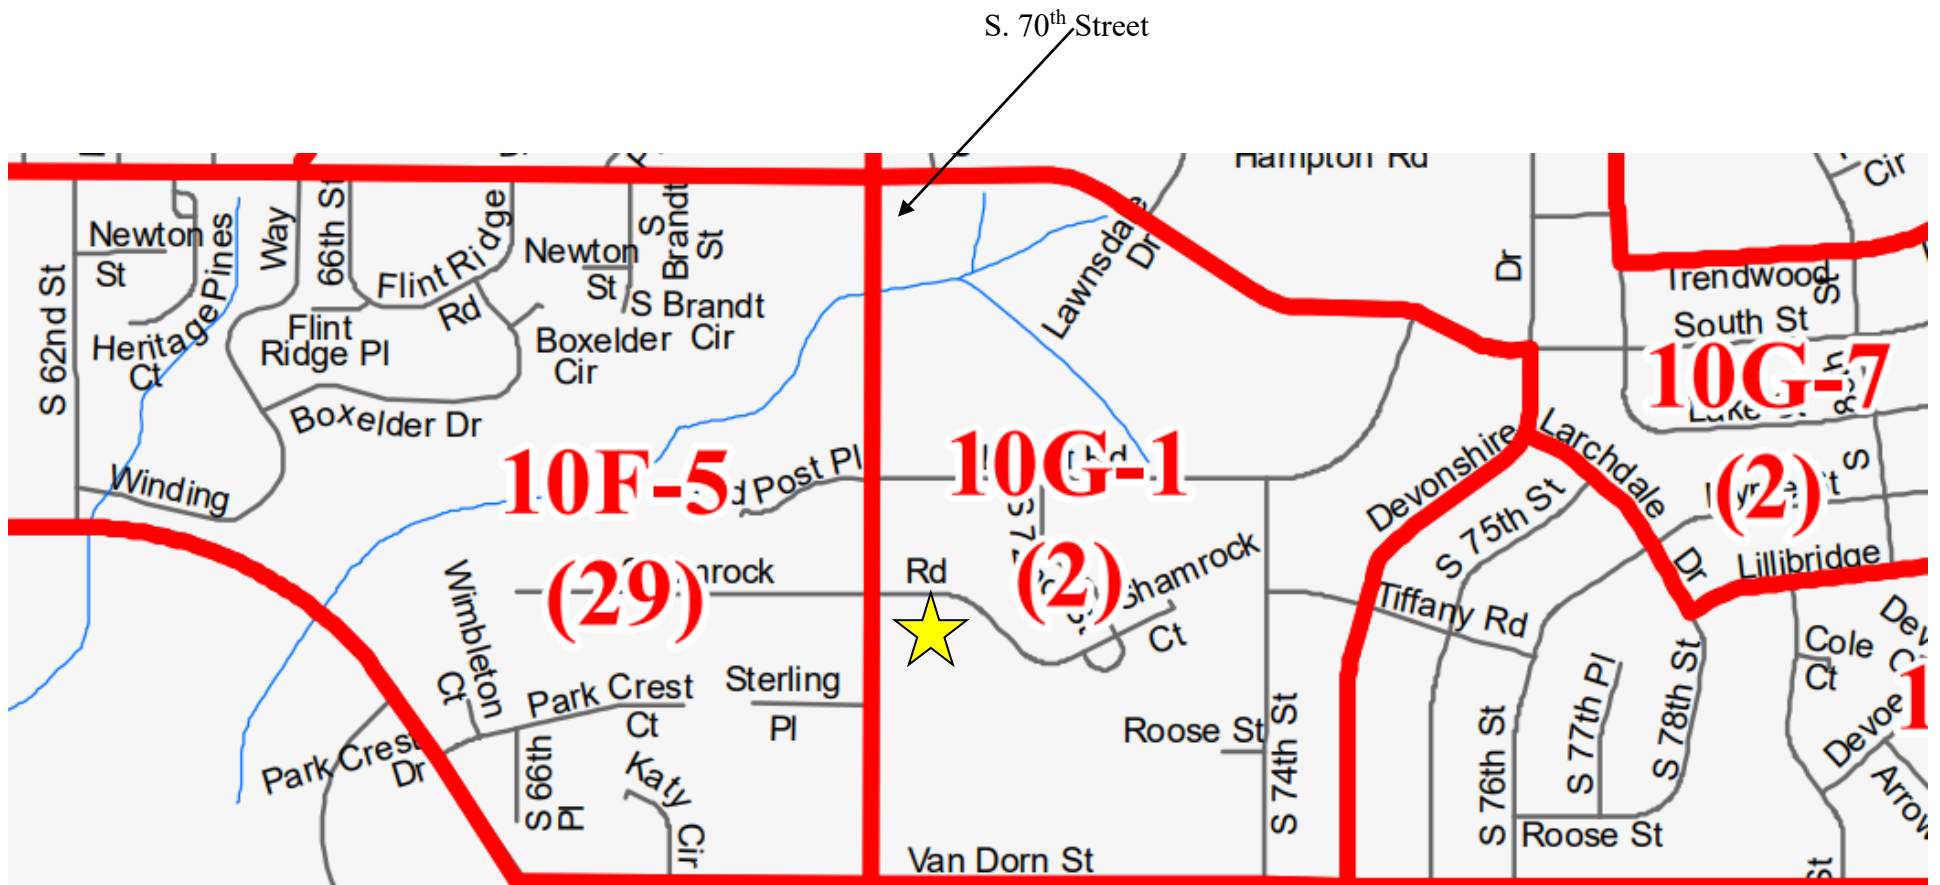 S. 70th Street
Hampton Rd
Cir
Newton
St
Heritage Pines
Ct
Way
66th St
Flint Ridge
Rd
Newton
St
S
Brandt
St
S Brandt
Cir
Lawnsdale
Dr
Dr
Trendwood
St
South St
S 62nd St
Flint
Ridge Pl
Boxelder
Cir
Boxelder Dr
Winding
10F-5
(29)
Post Pl
10G-1
(2)
10G-7
(2)
Devonshire
Larchdale
Dr
S 75th St
S
Lillibridge
Rd
Shamrock
Ct
Tiffany Rd
Wimbleton
Ct
Park Crest
Ct
Sterling
Pl
Park Crest
Dr
S 66th
Pl
Katy
Cir
Roose St
S 74th St
Van Dorn St
S 76th St
S 77th Pl
S 78th St
Roose St
Cole
Ct
Devoe
St